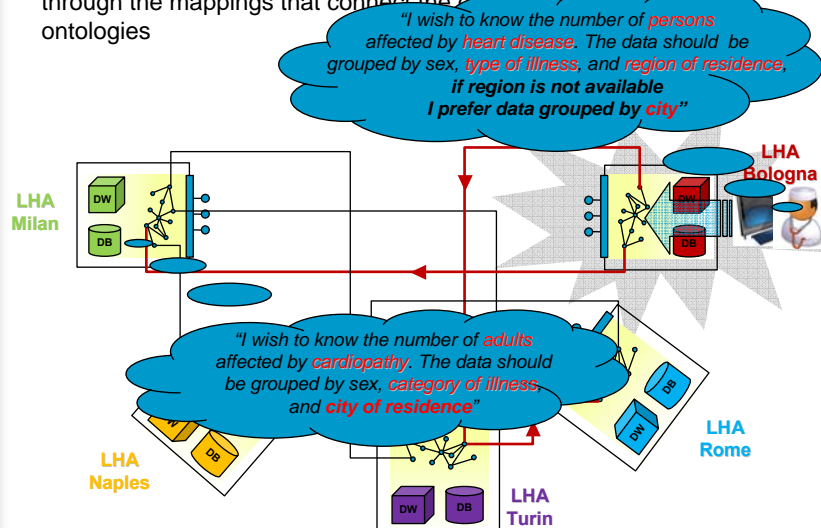 through the mappings that connect the
ontologies
"I wish to know the number of persons
affected by heart disease. The data should be
grouped by sex, type of illness, and region of residence,
if region is not available
I prefer data grouped by city"
LHA
Bologna
DW
DB
LHA
Milan
DW
DB
"I wish to know the number of adults
affected by cardiopathy. The data should
be grouped by sex, category of illness,
and city of residence"
DB
DW
LHA
Rome
DW
DB
LHA
Naples
DW
DB
LHA
Turin